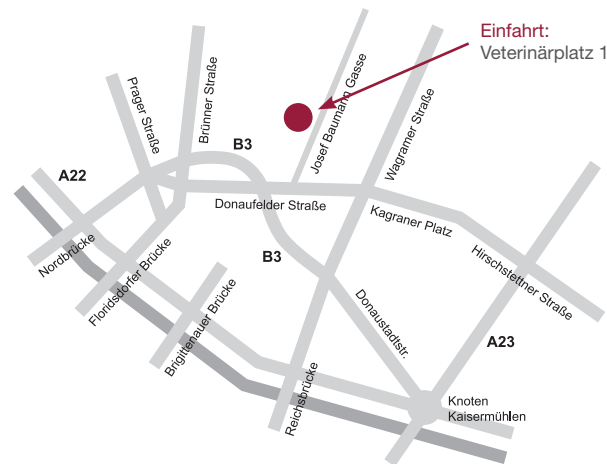 Einfahrt:
Veterinärplatz 1
Prager Straße
Brünner Straße
Josef Baumann Gasse
Wagramer Straße
B3
A22
Donaufelder Straße
Kagraner Platz
Nordbrücke
Floridsdorfer Brücke
B3
Hirschstettner Straße
Brigittenauer Brücke
Donaustadtstr.
A23
Reichsbrücke
Knoten
Kaisermühlen